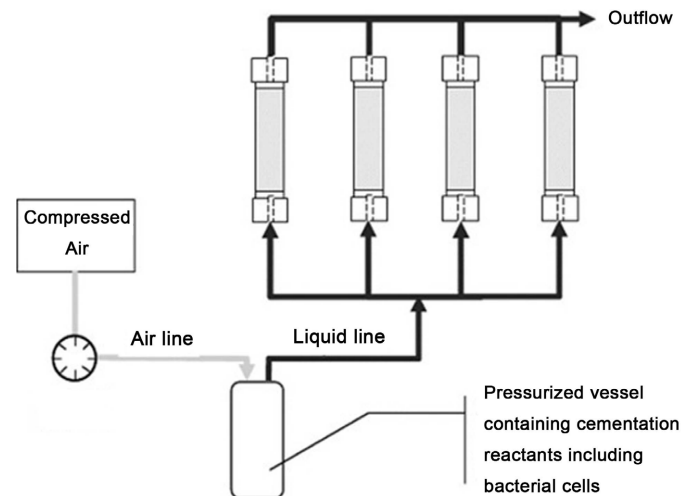 Outflow
Compressed
Air
Air line
Liquid line
Pressurized vessel
containing cementation
reactants including
bacterial cells